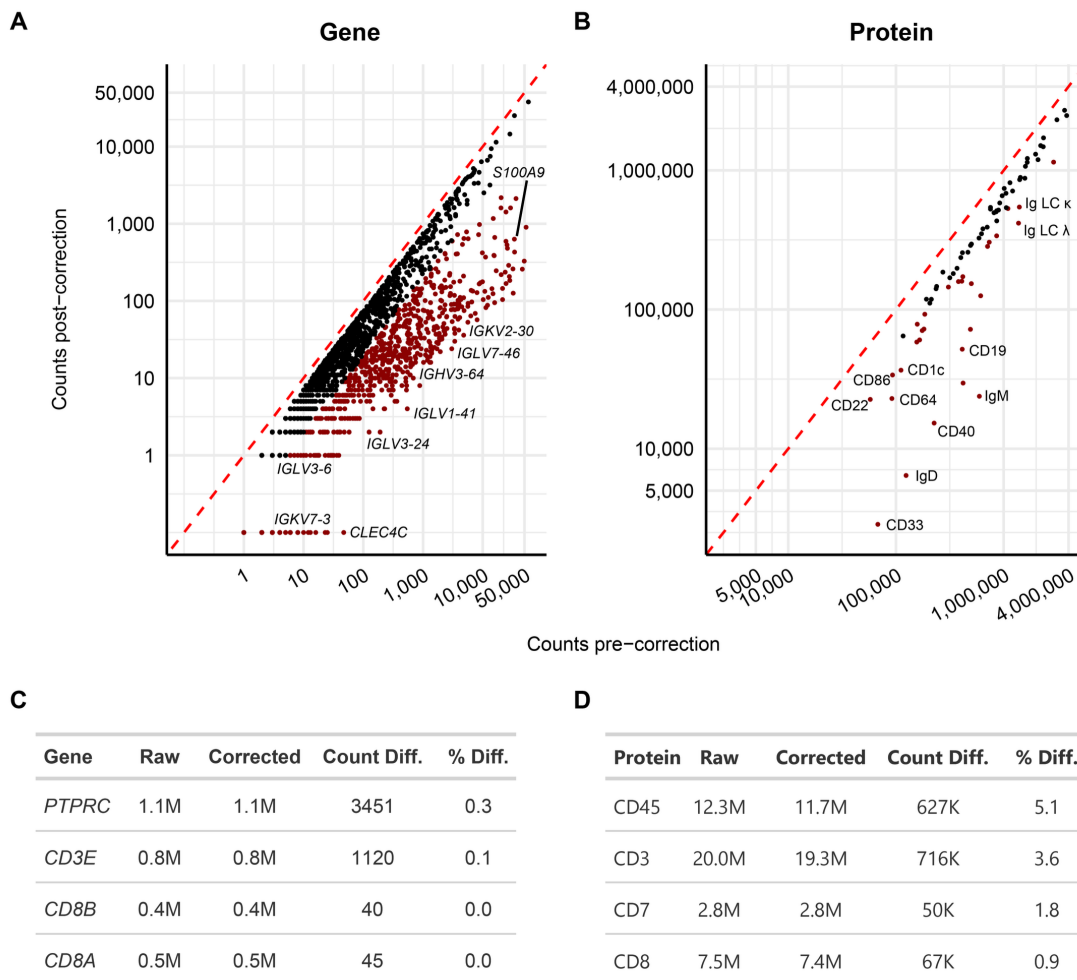 A
Gene
B
Protein
50,000
10,000
1,000
100
10
1
Counts post−correction
S100A9
IGKV2-30
IGLV7-46
IGHV3-64
IGLV1-41
IGLV3-24
IGLV3-6
IGKV7-3
CLEC4C
1
10
100
1,000
10,000
50,000
4,000,000
1,000,000
100,000
10,000
5,000
Ig LC κ
Ig LC λ
CD19
CD1c
CD86
CD64
CD22
IgM
CD40
IgD
CD33
5,000
10,000
100,000
1,000,000
4,000,000
Counts pre−correction
C
Gene Raw Corrected Count Diff. % Diff.
PTPRC 1.1M 1.1M 3451 0.3
CD3E 0.8M 0.8M 1120 0.1
CD8B 0.4M 0.4M 40 0.0
CD8A 0.5M 0.5M 45 0.0
D
Protein Raw Corrected Count Diff. % Diff.
CD45 12.3M 11.7M 627K 5.1
CD3 20.0M 19.3M 716K 3.6
CD7 2.8M 2.8M 50K 1.8
CD8 7.5M 7.4M 67K 0.9